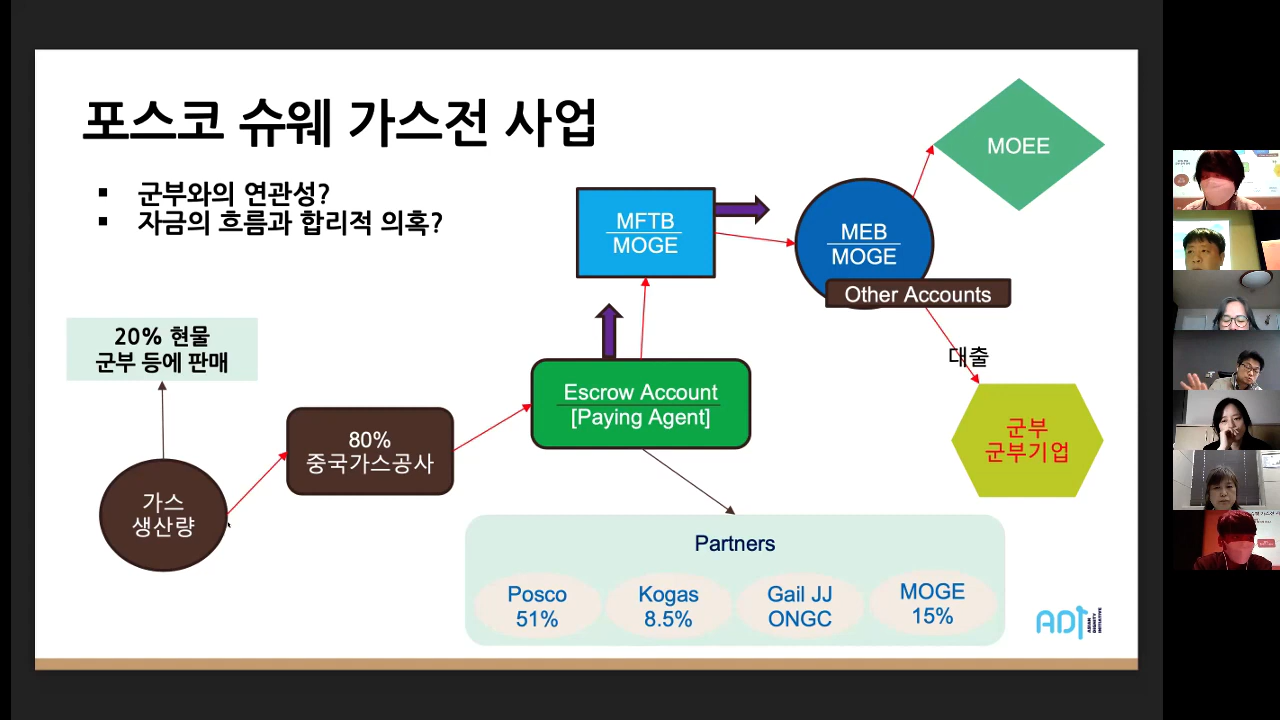 포스코 슈웨 가스전 사업
▪ 군부와의 연관성?
▪ 자금의 흐름과 합리적 의혹?
MOEE
MFTB
MOGE
MEB
MOGE
Other Accounts
대출
군부
군부기업
20% 현물
군부 등에 판매
80%
중국가스공사
Escrow Account
[Paying Agent]
가스
생산량
Partners
Posco
51%
Kogas
8.5%
Gail JJ
ONGC
MOGE
15%
ADI
ASIAN
DIGNITY
INITIATIVE